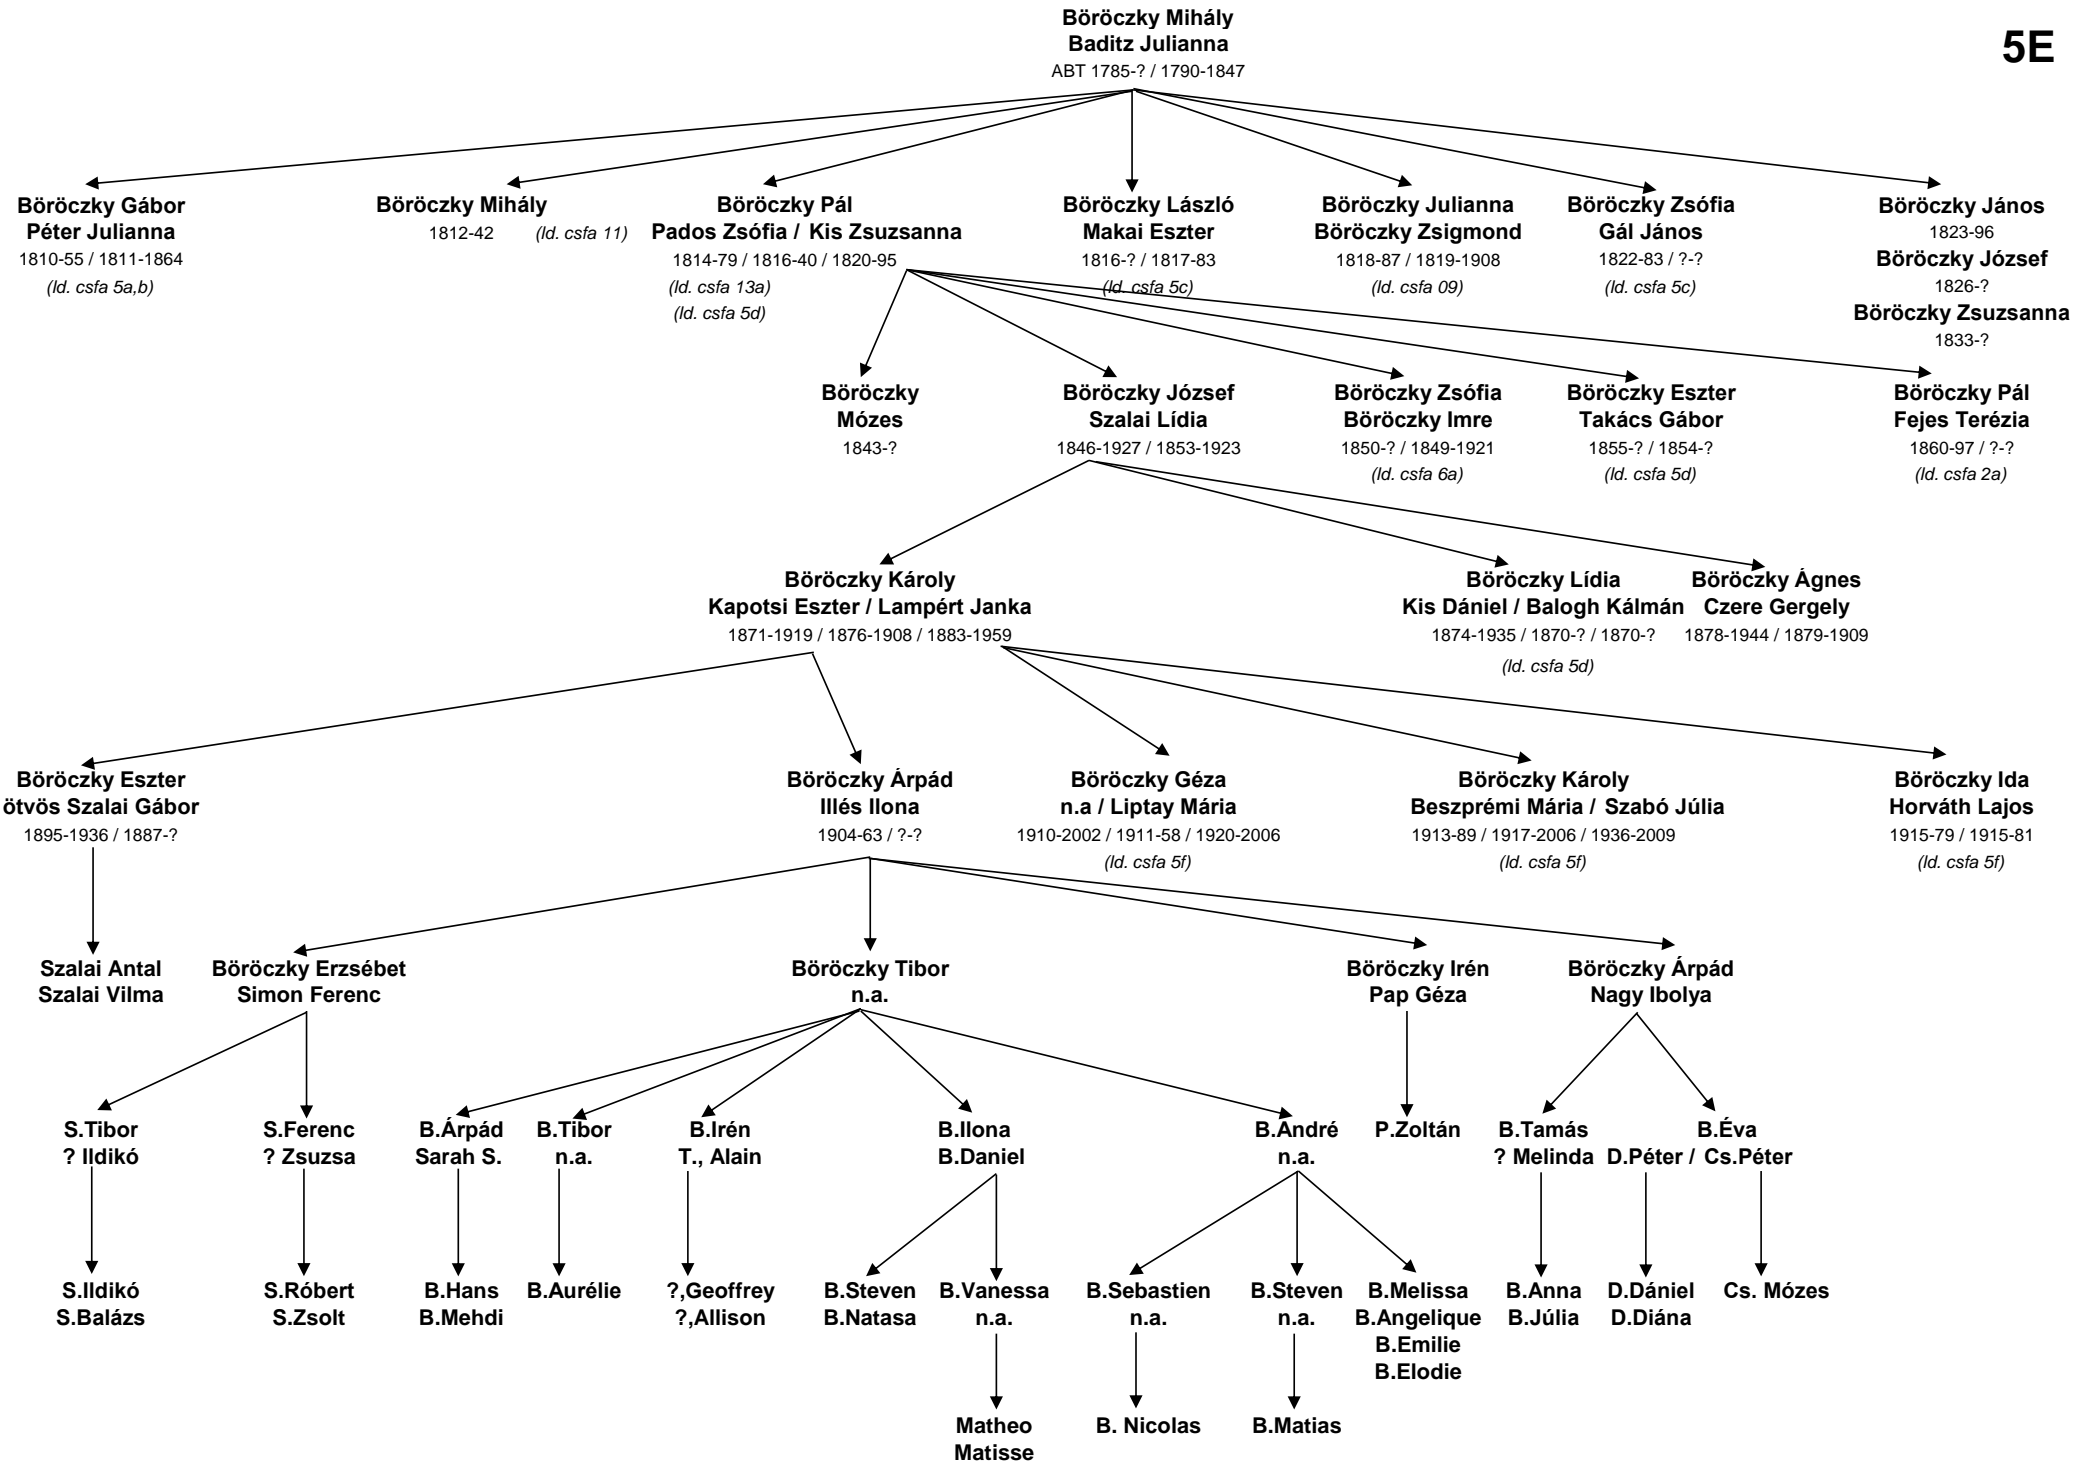 Böröczky Mihály
Baditz Julianna
ABT 1785-? / 1790-1847
5E
Böröczky Gábor
Péter Julianna
1810-55 / 1811-1864
(ld. csfa 5a,b)
Böröczky Mihály
1812-42 (ld. csfa 11)
Böröczky Pál
Pados Zsófia / Kis Zsuzsanna
1814-79 / 1816-40 / 1820-95
(ld. csfa 13a)
(ld. csfa 5d)
Böröczky László
Makai Eszter
1816-? / 1817-83
(ld. csfa 5c)
Böröczky Julianna
Böröczky Zsigmond
1818-87 / 1819-1908
(ld. csfa 09)
Böröczky Zsófia
Gál János
1822-83 / ?-?
(ld. csfa 5c)
Böröczky János
1823-96
Böröczky József
1826-?
Böröczky Zsuzsanna
1833-?
Böröczky
Mózes
1843-?
Böröczky József
Szalai Lídia
1846-1927 / 1853-1923
Böröczky Zsófia
Böröczky Imre
1850-? / 1849-1921
(ld. csfa 6a)
Böröczky Eszter
Takács Gábor
1855-? / 1854-?
(ld. csfa 5d)
Böröczky Pál
Fejes Terézia
1860-97 / ?-?
(ld. csfa 2a)
Böröczky Károly
Kapotsi Eszter / Lampért Janka
1871-1919 / 1876-1908 / 1883-1959
Böröczky Lídia
Kis Dániel / Balogh Kálmán
1874-1935 / 1870-? / 1870-?
(ld. csfa 5d)
Böröczky Ágnes
Czere Gergely
1878-1944 / 1879-1909
Böröczky Eszter
ötvös Szalai Gábor
1895-1936 / 1887-?
Böröczky Árpád
Illés Ilona
1904-63 / ?-?
Böröczky Géza
n.a / Liptay Mária
1910-2002 / 1911-58 / 1920-2006
(ld. csfa 5f)
Böröczky Károly
Beszprémi Mária / Szabó Júlia
1913-89 / 1917-2006 / 1936-2009
(ld. csfa 5f)
Böröczky Ida
Horváth Lajos
1915-79 / 1915-81
(ld. csfa 5f)
Szalai Antal
Szalai Vilma
Böröczky Erzsébet
Simon Ferenc
Böröczky Tibor
n.a.
Böröczky Irén
Pap Géza
Böröczky Árpád
Nagy Ibolya
S.Tibor
? Ildikó
S.Ferenc
? Zsuzsa
B.Árpád
Sarah S.
B.Tibor
n.a.
B.Irén
T., Alain
B.Ilona
B.Daniel
B.André
n.a.
P.Zoltán
B.Tamás
? Melinda
B.Éva
D.Péter / Cs.Péter
S.Ildikó
S.Balázs
S.Róbert
S.Zsolt
B.Hans
B.Mehdi
B.Aurélie
?,Geoffrey
?,Allison
B.Steven
B.Natasa
B.Vanessa
n.a.
B.Sebastien
n.a.
B.Steven
n.a.
B.Melissa
B.Angelique
B.Emilie
B.Elodie
B.Anna
B.Júlia
D.Dániel
D.Diána
Cs. Mózes
Matheo
Matisse
B. Nicolas
B.Matias